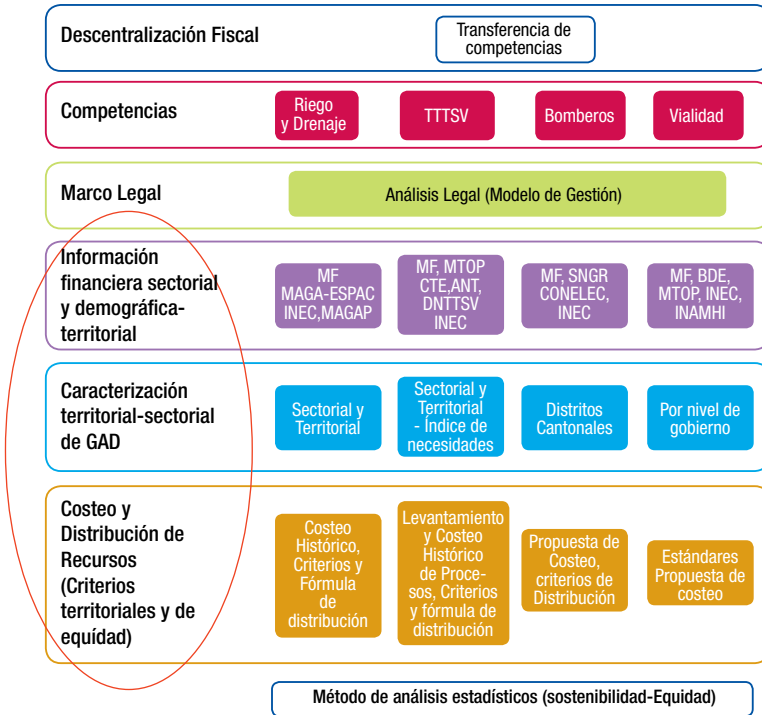 Descentralización Fiscal
Transferencia de
competencias
Competencias
Riego
y Drenaje
TTTSV
Bomberos
Vialidad
Marco Legal
Análisis Legal (Modelo de Gestión)
Información
financiera sectorial
y demográfica-
territorial
MF
MAGA-ESPAC
INEC,MAGAP
MF, MTOP
CTE,ANT,
DNTTSV
INEC
MF, SNGR
CONELEC,
INEC
MF, BDE,
MTOP, INEC,
INAMHI
Caracterización
territorial-sectorial
de GAD
Sectorial y
Territorial
Sectorial y
Territorial
- Índice de
necesidades
Distritos
Cantonales
Por nivel de
gobierno
Costeo y
Distribución de
Recursos
(Criterios
territoriales y de
equídad)
Costeo
Histórico,
Criterios y
Fórmula
de
distribución
Levantamiento
y Costeo
Histórico
de Proce-
sos, Criterios
y fórmula de
distribución
Propuesta de
Costeo,
criterios de
Distribución
Estándares
Propuesta de
costeo
Método de análisis estadísticos (sostenibilidad-Equidad)